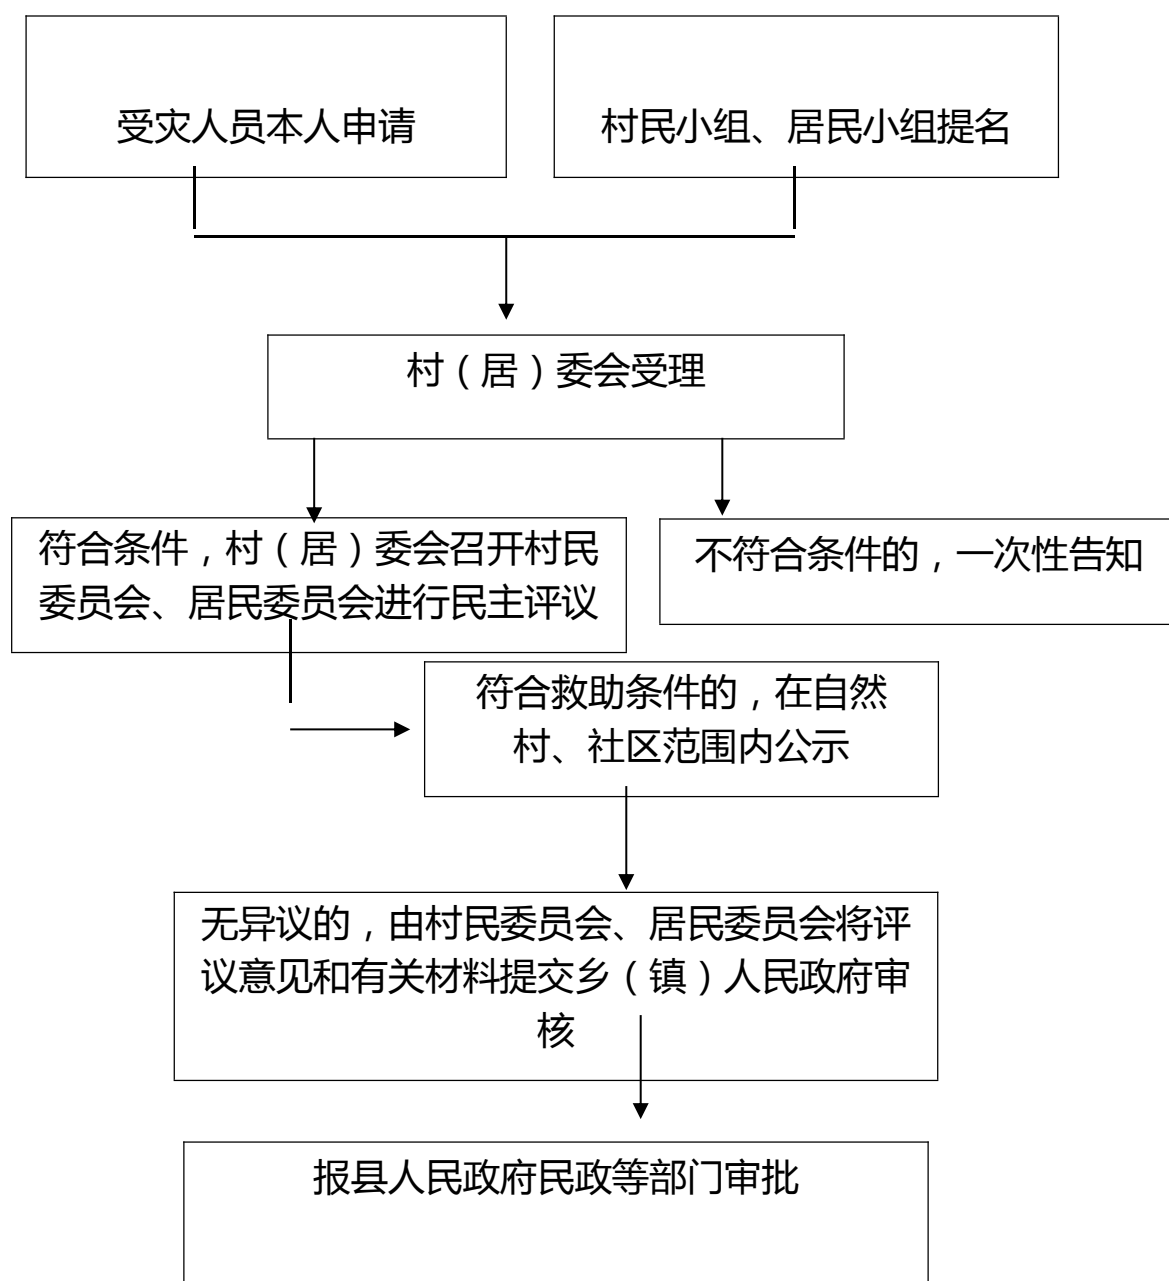 受灾人员本人申请
村民小组、居民小组提名
村（居）委会受理
符合条件，村（居）委会召开村民
委员会、居民委员会进行民主评议
不符合条件的，一次性告知
符合救助条件的，在自然
村、社区范围内公示
无异议的，由村民委员会、居民委员会将评
议意见和有关材料提交乡（镇）人民政府审
核
报县人民政府民政等部门审批